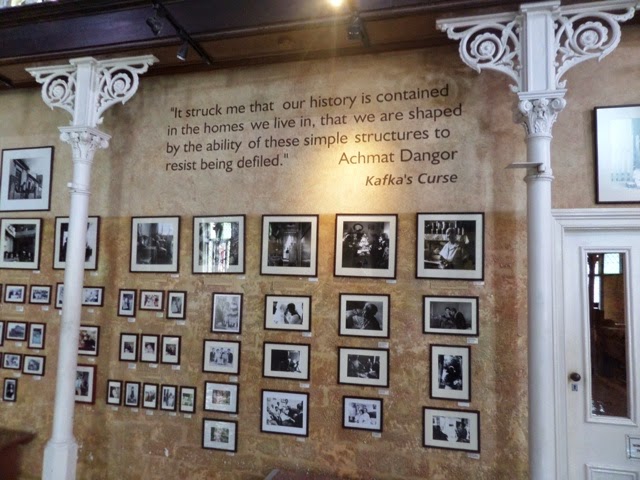 "It struck me that our history is contained
in the homes we live in, that we are shaped
by the ability of these simple structures to
resist being defiled." Achmat Dangor
Kafka's Curse